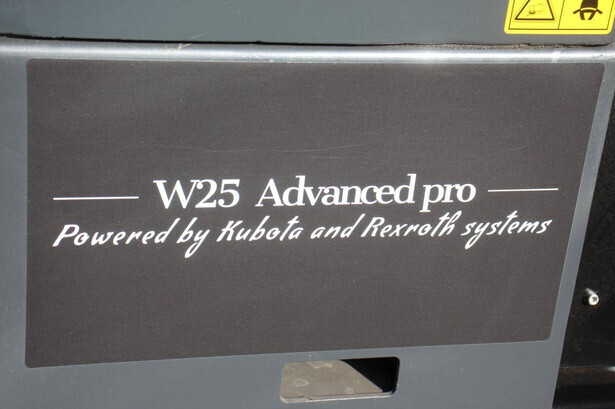 W25 Advanced pro
Powered by Kubota and Rexroth systems